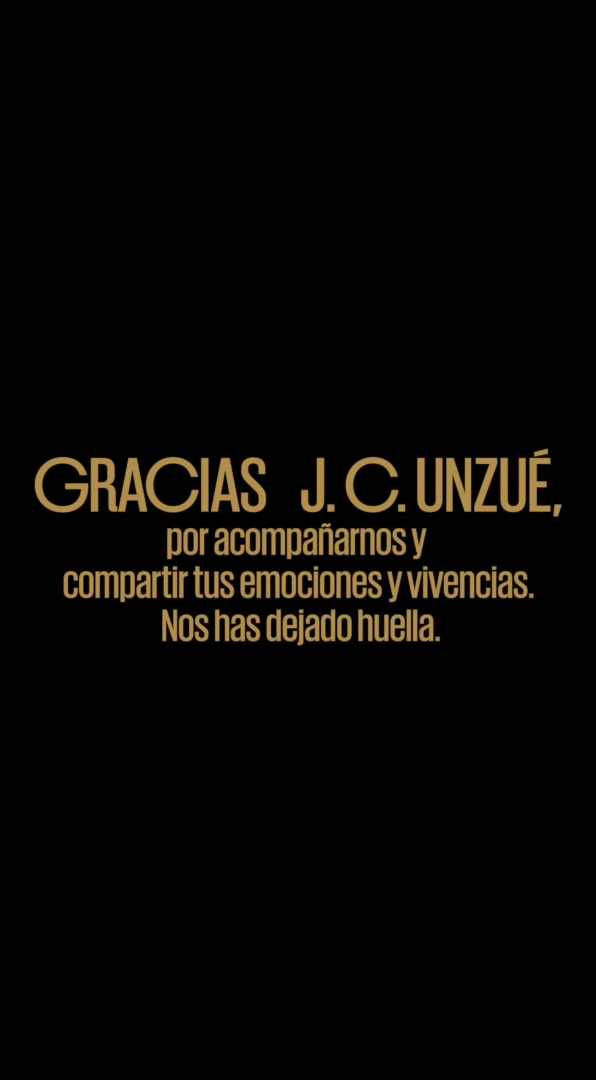 GRACIAS J. C. UNZUÉ,
por acompañarnos y
compartir tus emociones y vivencias.
Nos has dejado huella.